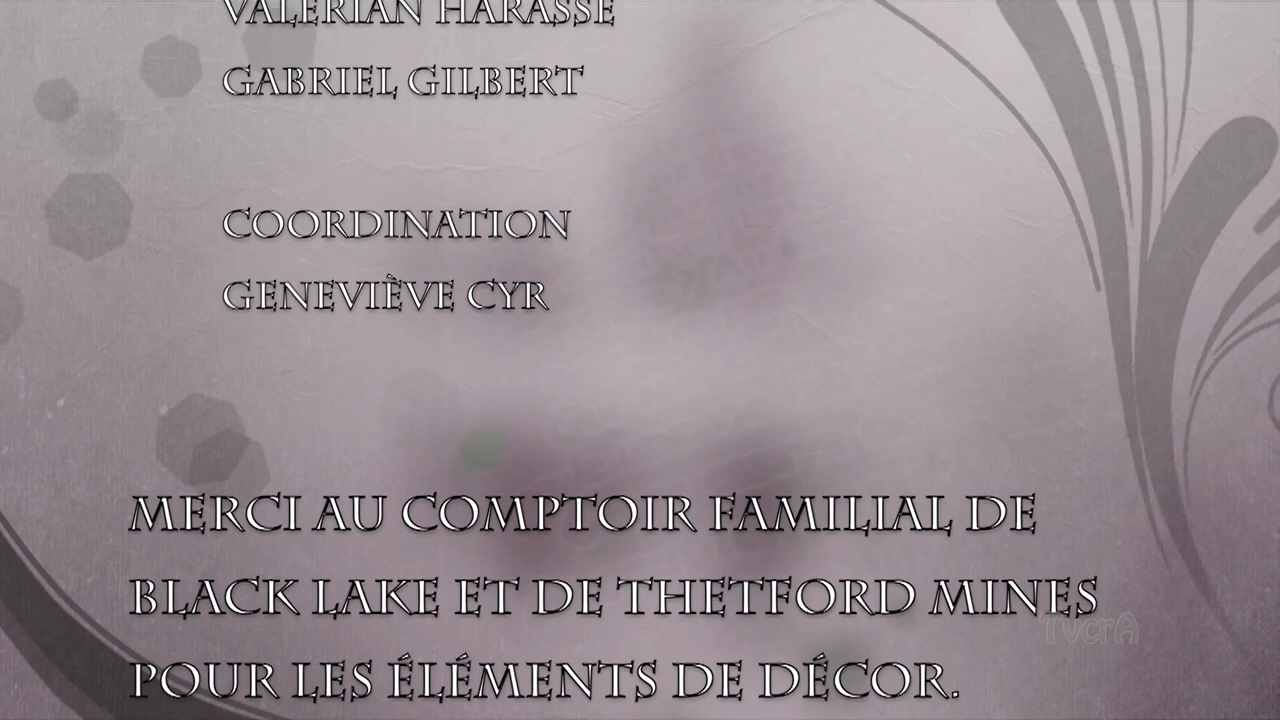 VALÉRIAN HARASSE
GABRIEL GILBERT
COORDINATION
GENEVIÈVE CYR
MERCI AU COMPTOIR FAMILIAL DE
BLACK LAKE ET DE THETFORD MINES
TVcrA
POUR LES ÉLÉMENTS DE DÉCOR.